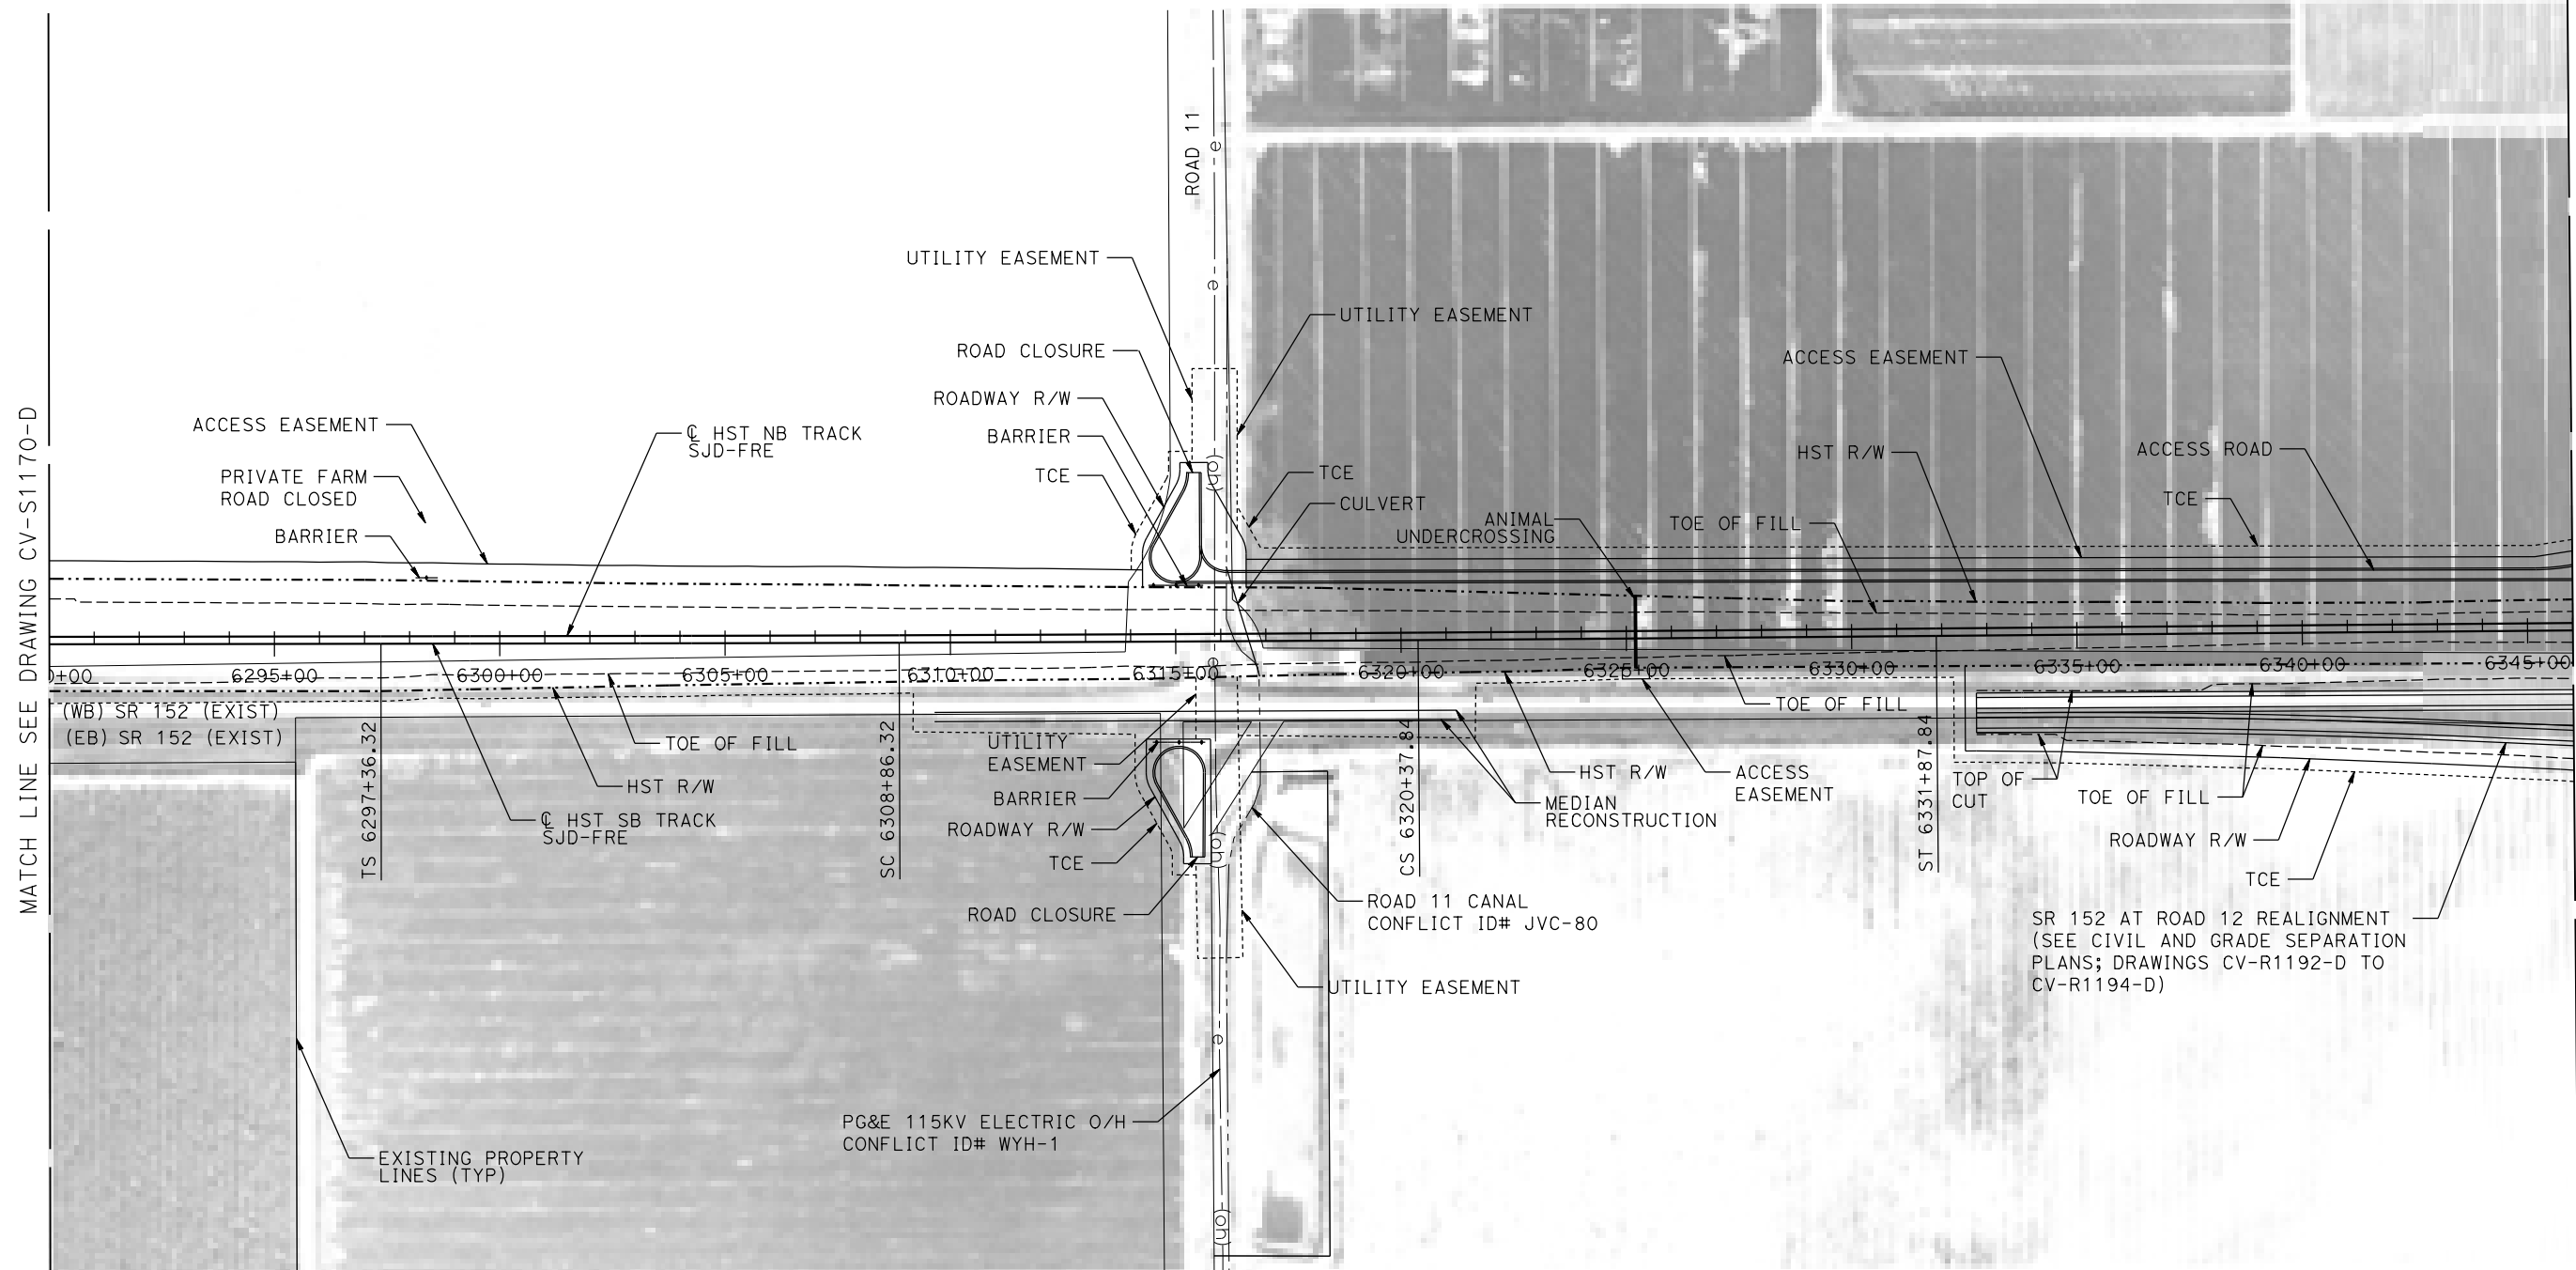 MATCH LINE SEE DRAWING CV-S1170-D
ROAD 11
e
e
UTILITY EASEMENT
UTILITY EASEMENT
ROAD CLOSURE
ACCESS EASEMENT
ROADWAY R/W
ACCESS EASEMENT
℄ HST NB TRACK
SJD-FRE
BARRIER
HST R/W
ACCESS ROAD
PRIVATE FARM
ROAD CLOSED
TCE
(oh)
TCE
CULVERT
TCE
BARRIER
ANIMAL
UNDERCROSSING
TOE OF FILL
0+00
6295+00
6300+00
6305+00
6310+00
6315+00
6320+00
6325+00
6330+00
6335+00
6340+00
6345+00
e
(WB) SR 152 (EXIST)
(EB) SR 152 (EXIST)
TS 6297+36.32
SC 6308+86.32
CS 6320+37.84
ST 6331+87.84
TOE OF FILL
TOE OF FILL
UTILITY
EASEMENT
HST R/W
HST R/W
ACCESS
EASEMENT
TOP OF
CUT
TOE OF FILL
BARRIER
MEDIAN
RECONSTRUCTION
℄ HST SB TRACK
SJD-FRE
ROADWAY R/W
ROADWAY R/W
(oh)
TCE
TCE
ROAD 11 CANAL
CONFLICT ID# JVC-80
ROAD CLOSURE
SR 152 AT ROAD 12 REALIGNMENT
(SEE CIVIL AND GRADE SEPARATION
PLANS; DRAWINGS CV-R1192-D TO
CV-R1194-D)
UTILITY EASEMENT
e
PG&E 115KV ELECTRIC O/H
CONFLICT ID# WYH-1
EXISTING PROPERTY
LINES (TYP)
(oh)